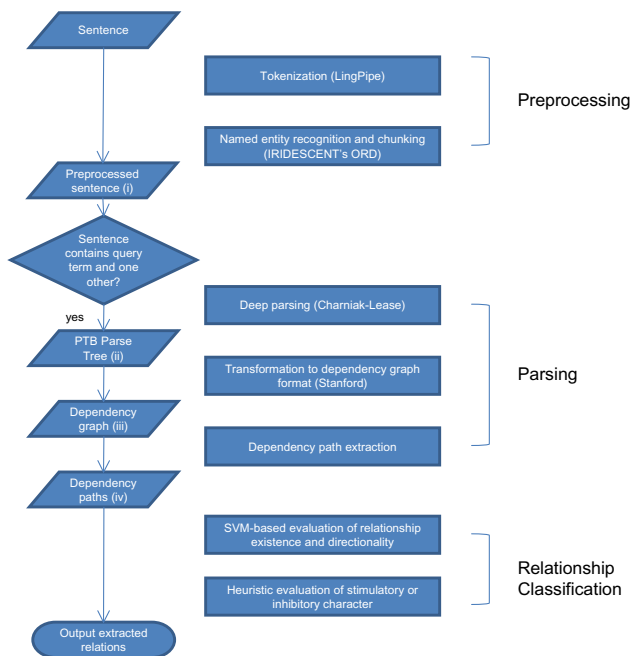 Sentence
Tokenization (LingPipe)
Preprocessing
Named entity recognition and chunking
(IRIDESCENT's ORD)
Preprocessed
sentence (i)
Sentence
contains query
term and one
other?
yes
Deep parsing (Charniak-Lease)
PTB Parse
Tree (ii)
Transformation to dependency graph
format (Stanford)
Parsing
Dependency
graph (iii)
Dependency path extraction
Dependency
paths (iv)
SVM-based evaluation of relationship
existence and directionality
Relationship
Classification
Heuristic evaluation of stimulatory or
inhibitory character
Output extracted
relations